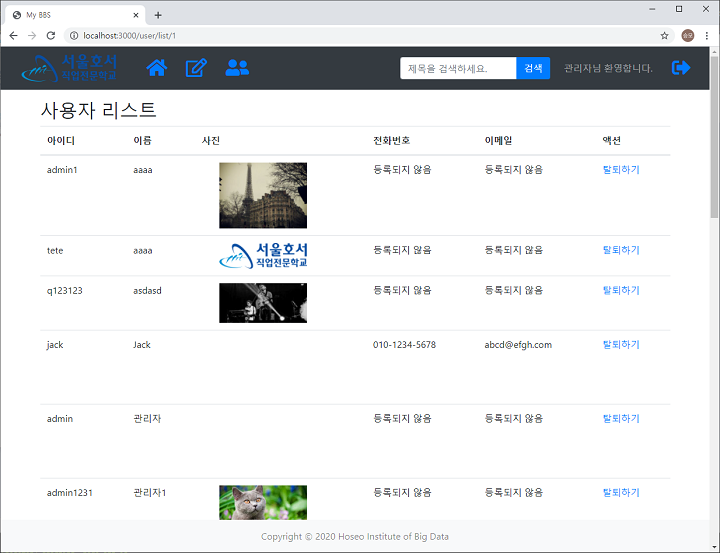 My BBS
localhost:3000/user/list/1
승모
서울호서
직업전문학교
제목을 검색하세요. 검색 관리자님 환영합니다.
사용자 리스트
아이디 이름 사진 전화번호 이메일 액션
admin1 aaaa 등록되지 않음 등록되지 않음 탈퇴하기
tete aaaa 서울호서 직업전문학교 등록되지 않음 등록되지 않음 탈퇴하기
q123123 asdasd 등록되지 않음 등록되지 않음 탈퇴하기
jack Jack 010-1234-5678 abcd@efgh.com 탈퇴하기
admin 관리자 등록되지 않음 등록되지 않음 탈퇴하기
admin1231 관리자1 등록되지 않음 등록되지 않음 탈퇴하기
Copyright © 2020 Hoseo Institute of Big Data